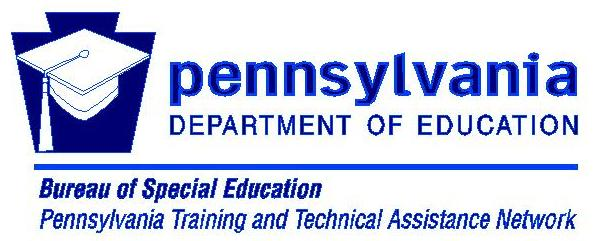 pennsylvania
DEPARTMENT OF EDUCATION
Bureau of Special Education
Pennsylvania Training and Technical Assistance Network